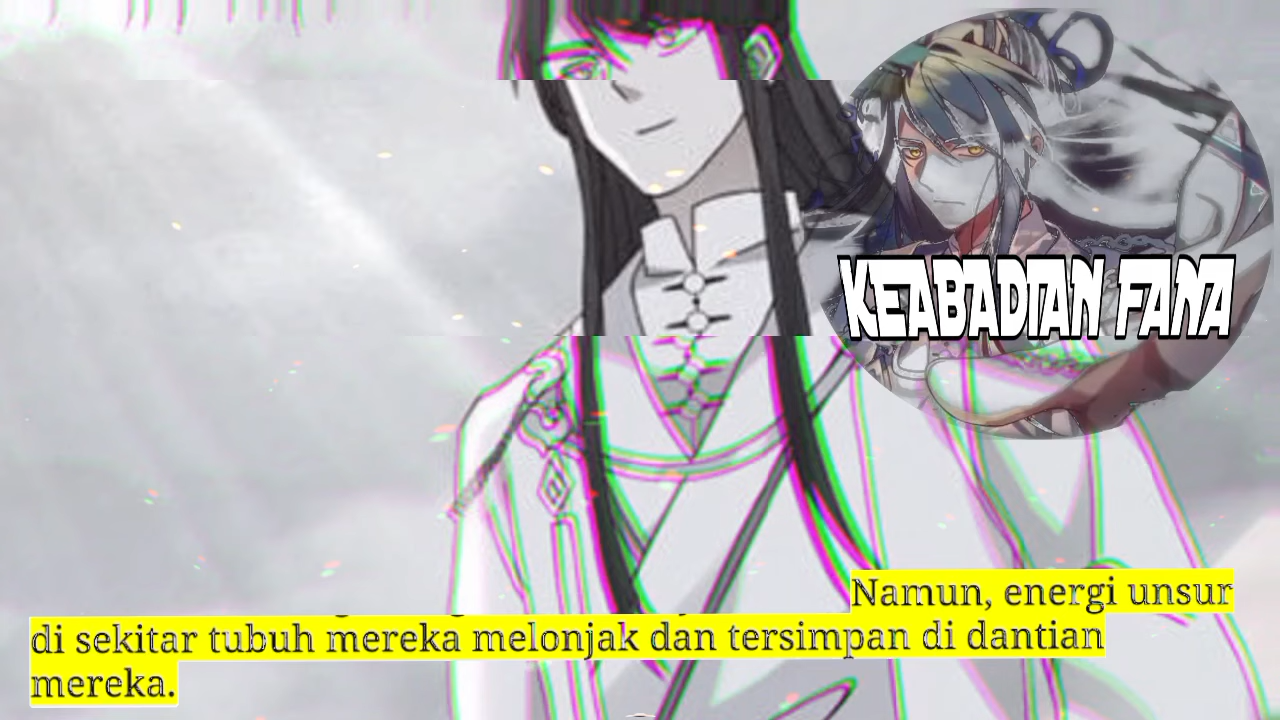 KEABADIAN FANA
Namun, energi unsur
di sekitar tubuh mereka melonjak dan tersimpan di dantian
mereka.